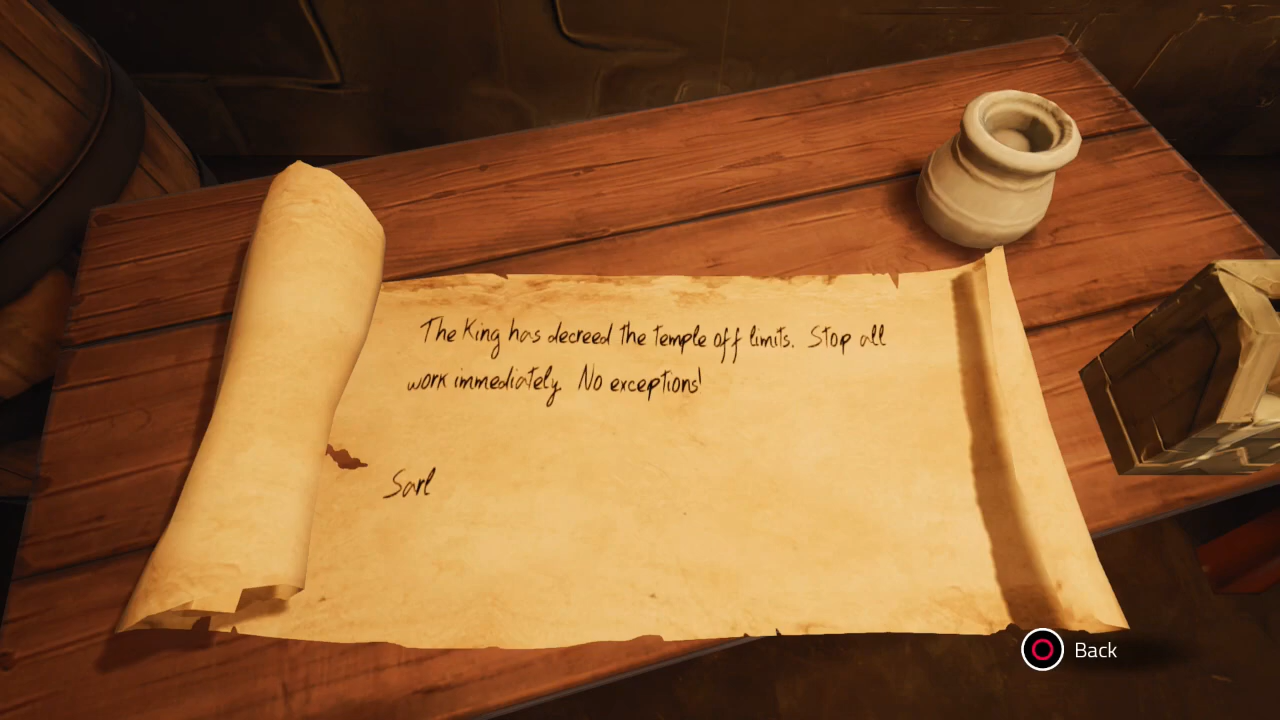 The King has decreed the temple off limits. Stop all
work immediately. No exceptions!
Sarl
Back